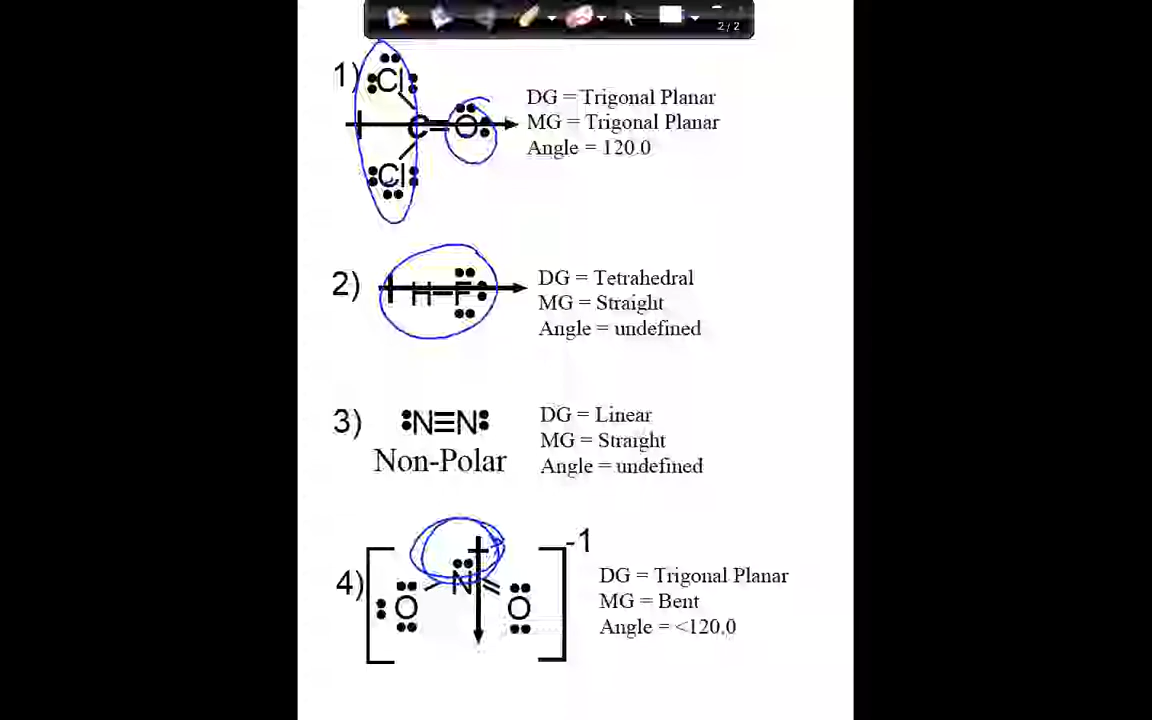 2 / 2
1)
Cl
C=O
Cl
DG = Trigonal Planar
MG = Trigonal Planar
Angle = 120.0
2)
H-F
DG = Tetrahedral
MG = Straight
Angle = undefined
3)
N≡N
Non-Polar
DG = Linear
MG = Straight
Angle = undefined
4)
-1
N
O
O
DG = Trigonal Planar
MG = Bent
Angle = <120.0